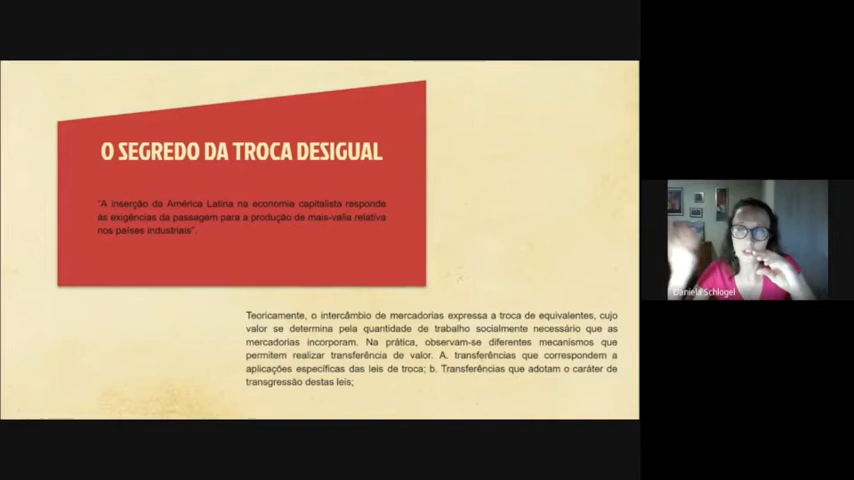 O SEGREDO DA TROCA DESIGUAL
"A inserção da América Latina na economia capitalista responde
às exigências da passagem para a produção de mais-valia relativa
nos países industriais".
Teoricamente, o intercâmbio de mercadorias expressa a troca de equivalentes, cujo
valor se determina pela quantidade de trabalho socialmente necessário que as
mercadorias incorporam. Na prática, observam-se diferentes mecanismos que
permitem realizar transferência de valor. A. transferências que correspondem a
aplicações específicas das leis de troca; b. Transferências que adotam o caráter de
transgressão destas leis;
Daniela Schlogel